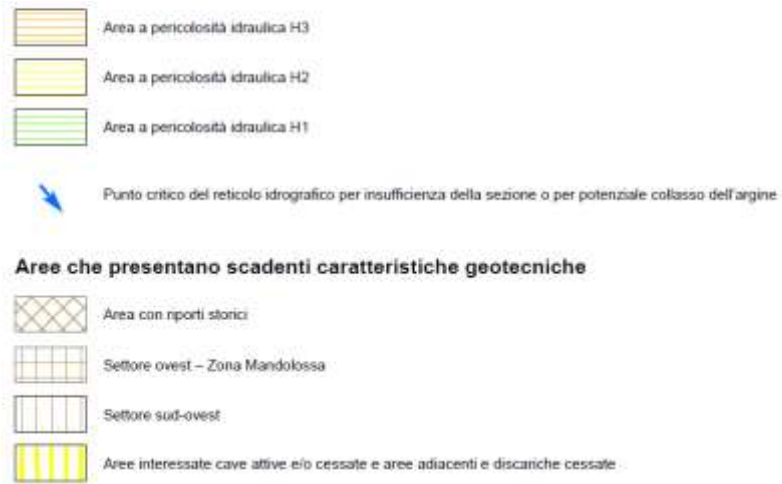 Area a pericolosità idraulica H3
Area a pericolosità idraulica H2
Area a pericolosità idraulica H1
Punto critico del reticolo idrografico per insufficienza della sezione o per potenziale collasso dell'argine
Aree che presentano scadenti caratteristiche geotecniche
Area con riporti storici
Settore ovest – Zona Mandolossa
Settore sud-ovest
Aree interessate cave attive e/o cessate e aree adiacenti e discariche cessate